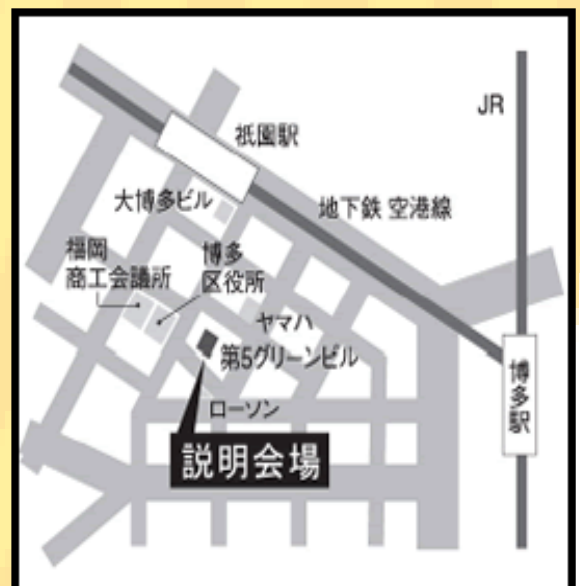 JR
祇園駅
大博多ビル
地下鉄 空港線
福岡
商工会議所
博多
区役所
ヤマハ
第5グリーンビル
博多駅
ローソン
説明会場